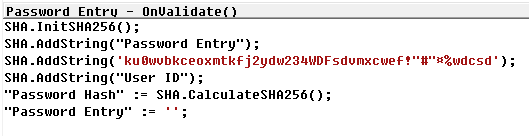 Password Entry - OnValidate()
SHA.InitSHA256();
SHA.AddString("Password Entry");
SHA.AddString('ku0wvbkceoxmtkfj2ydw234WDFsdvmxcwef!"#"¤%wdcsd');
SHA.AddString("User ID");
"Password Hash" := SHA.CalculateSHA256();
"Password Entry" := '';